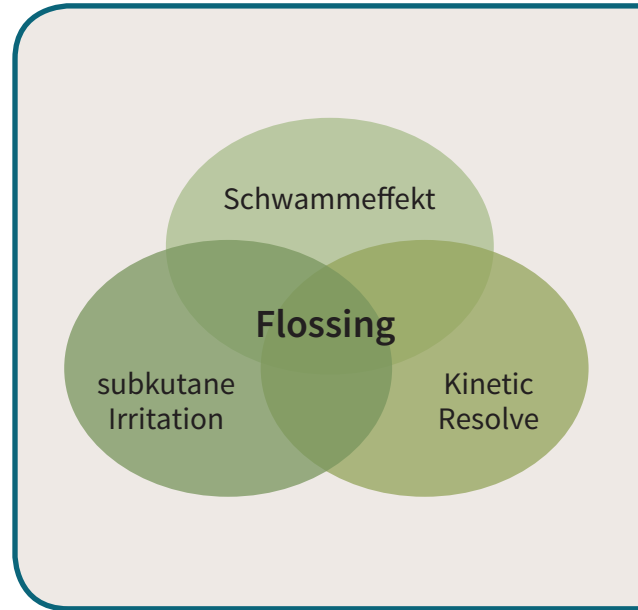 Schwammeffekt
Flossing
subkutane
Irritation
Kinetic
Resolve